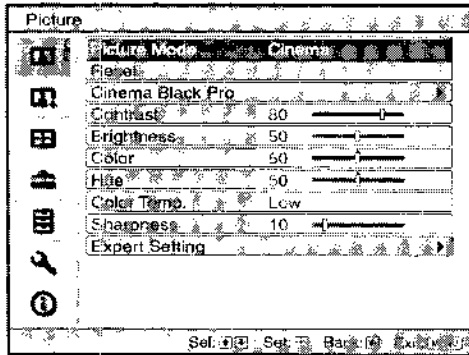 Picture
Picture Mode Cinema
Reset
Cinema Black Pro
Contrast 80
Brightness 50
Color 50
Hue 50
Color Temp. Low
Sharpness 10
Expert Setting
Sel: Set: Back: